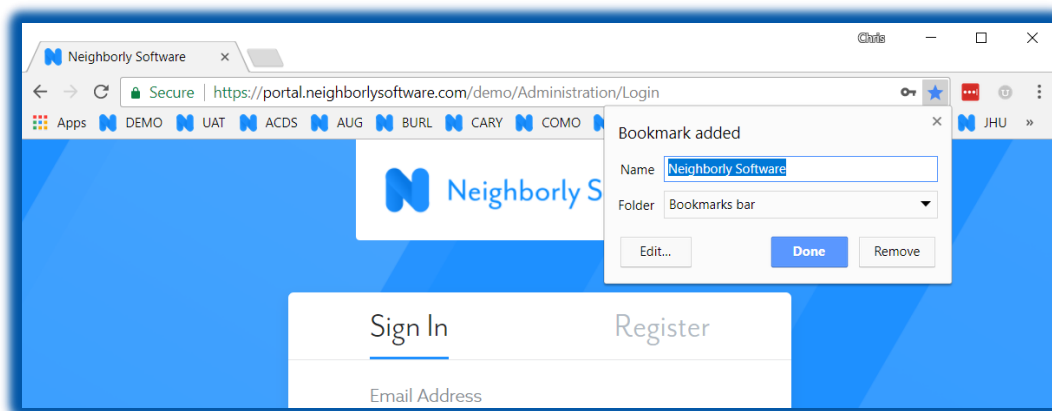 Chris
Neighborly Software
Secure | https://portal.neighborlysoftware.com/demo/Administration/Login
Apps DEMO UAT ACDS AUG BURL CARY COMO JHU »
Bookmark added
Name Neighborly Software
Folder Bookmarks bar
Edit... Done Remove
Neighborly S
Sign In Register
Email Address